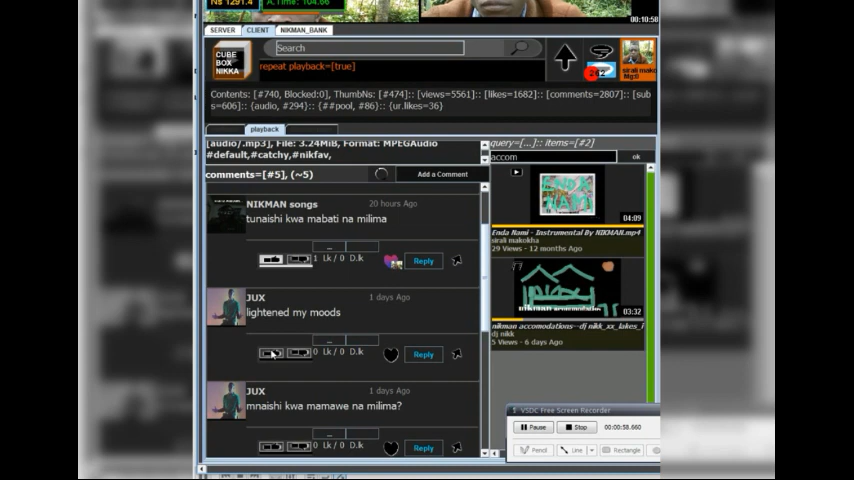 N$ 1291.4
A.Time: 104.66
00:10:58
SERVER
CLIENT
NIKMAN_BANK
CUBE
BOX
NIKKA
Search
repeat playback=[true]
sirali mako
Contents: [#740, Blocked:0], ThumbNs: [#474]:: [views=5561]:: [likes=1682]:: [comments=2807]:: [sub
s=606]:: {audio, #294}:: {##pool, #86}:: {ur.likes=36}
playback
[audio/.mp3], File: 3.24MiB, Format: MPEGAudio
#default,#catchy,#nikfav,
query=[...]:: items=[#2]
accom
ok
comments=[#5], (~5)
Add a Comment
NIKMAN songs
20 hours Ago
tunaishi kwa mabati na milima
...
1 Lk / 0 D.lk
Reply
JUX
1 days Ago
lightened my moods
...
0 Lk / 0 D.lk
Reply
JUX
1 days Ago
mnaishi kwa mamawe na milima?
...
0 Lk / 0 D.lk
Reply
ENDA
NAMI
04:09
Enda Nami - Instrumental By NIKMAN.mp4
sirali makokha
29 Views - 12 months Ago
03:32
nikman accomodations--dj nikk_xx_lakes_i
dj nikk
5 Views - 6 days Ago
VSDC Free Screen Recorder
Pause
Stop
00:00:58.660
Pencil
Line
Rectangle